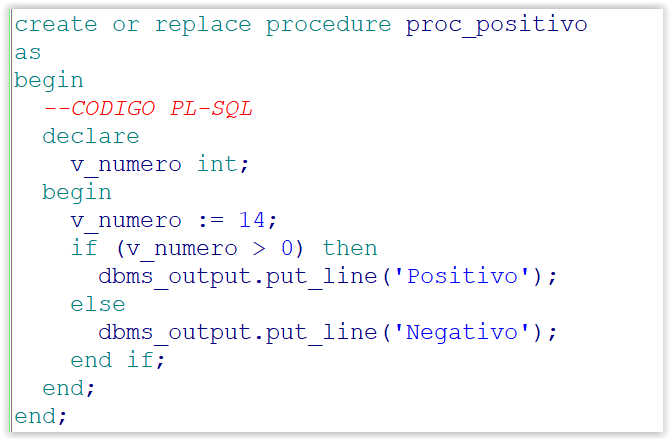 create or replace procedure proc_positivo
as
begin
  --CODIGO PL-SQL
  declare
    v_numero int;
  begin
    v_numero := 14;
    if (v_numero > 0) then
      dbms_output.put_line('Positivo');
    else
      dbms_output.put_line('Negativo');
    end if;
  end;
end;